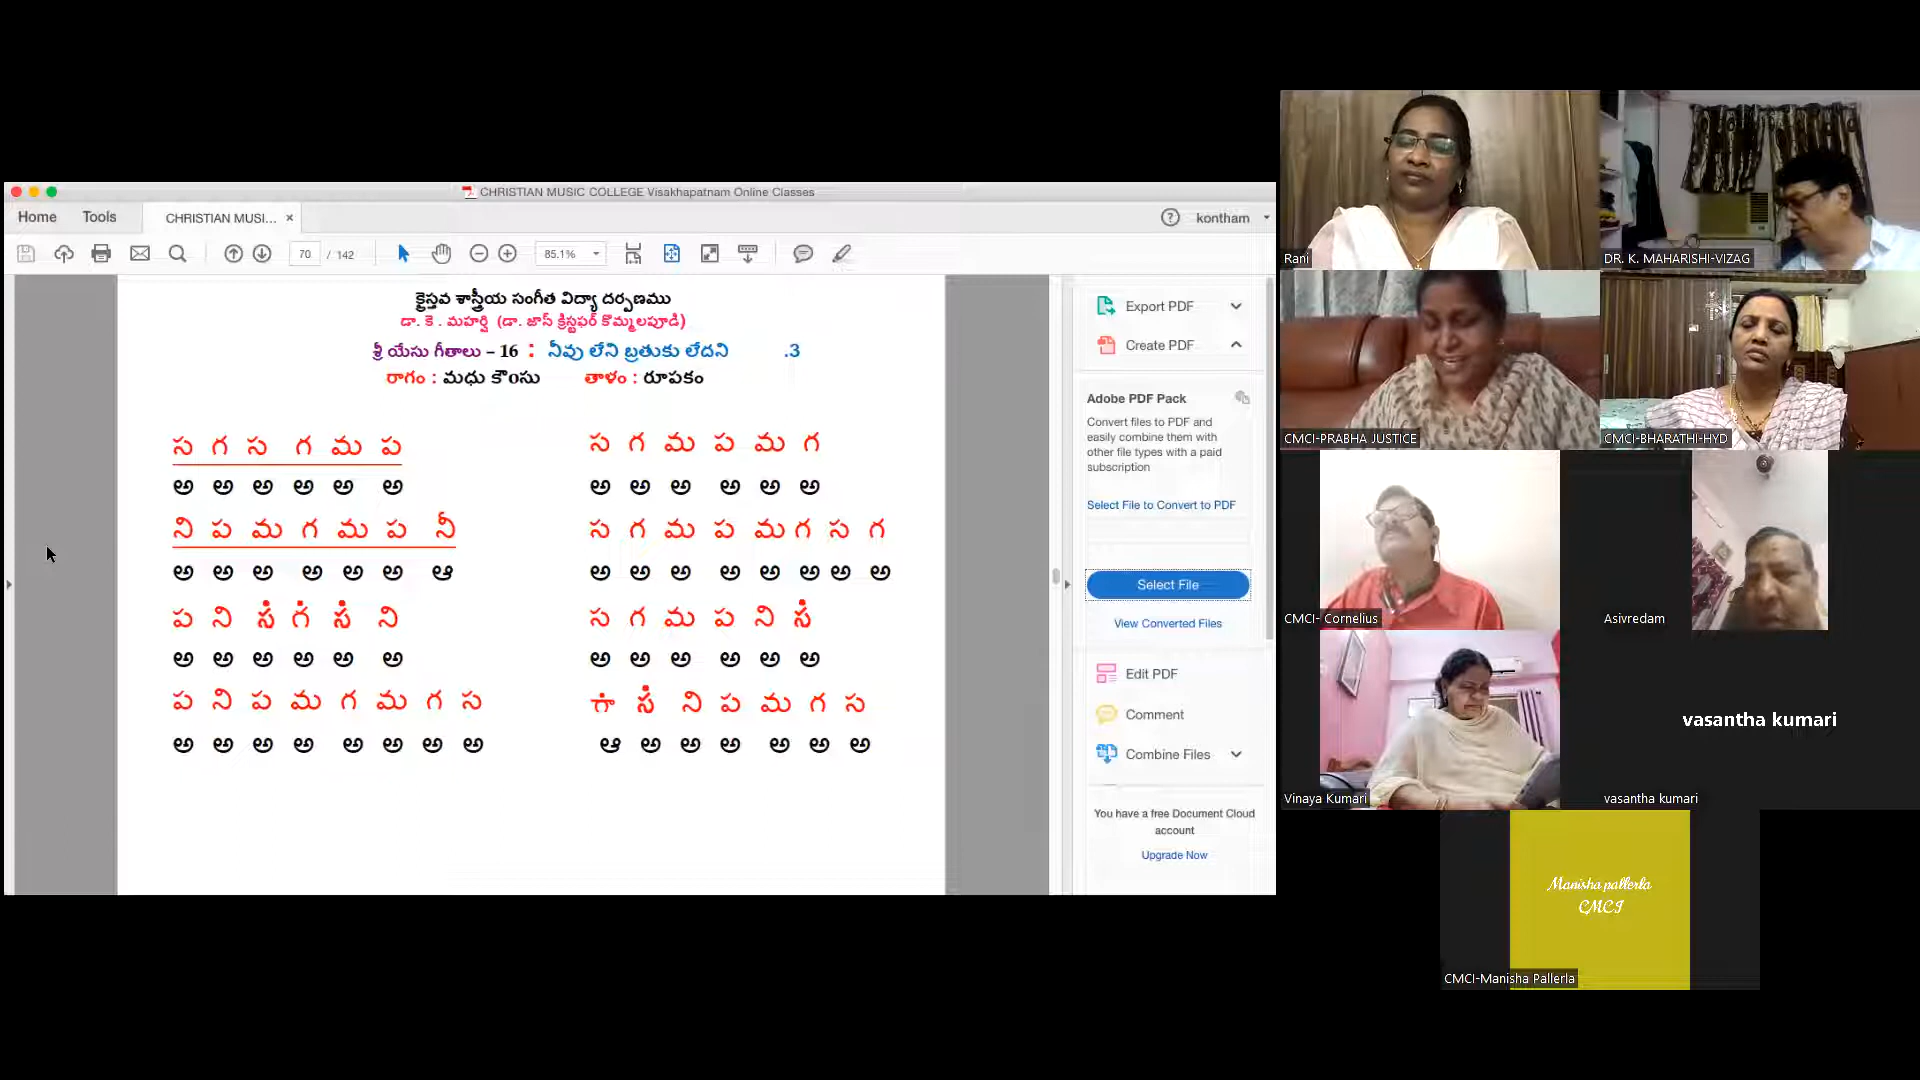 CHRISTIAN MUSIC COLLEGE Visakhapatnam Online Classes
Home Tools CHRISTIAN MUSI... × kontham
70 / 142 85.1%
క్రైస్తవ శాస్త్రీయ సంగీత విద్యా దర్పణము
డా. కె . మహర్షి (డా. జాస్ క్రిస్టఫర్ కొమ్మలపూడి)
శ్రీ యేసు గీతాలు – 16 : నీవు లేని బ్రతుకు లేదని .3
రాగం : మధు కౌంసు తాళం : రూపకం
స గ స గ మ ప స గ మ ప మ గ
అ అ అ అ అ అ అ అ అ అ అ అ
ని ప మ గ మ ప నీ స గ మ ప మ గ స గ
అ అ అ అ అ అ ఆ అ అ అ అ అ అ అ అ
ప ని స̇ గ̇ స̇ ని స గ మ ప ని స̇
అ అ అ అ అ అ అ అ అ అ అ అ
ప ని ప మ గ మ గ స గా̇ స̇ ని ప మ గ స
అ అ అ అ అ అ అ అ ఆ అ అ అ అ అ అ
Export PDF
Create PDF
Adobe PDF Pack
Convert files to PDF and
easily combine them with
other file types with a paid
subscription
Select File to Convert to PDF
Select File
View Converted Files
Edit PDF
Comment
Combine Files
You have a free Document Cloud
account
Upgrade Now
Rani
DR. K. MAHARISHI-VIZAG
CMCI-PRABHA JUSTICE
CMCI-BHARATHI-HYD
CMCI- Cornelius
Asivredam
Vinaya Kumari
vasantha kumari
vasantha kumari
Manisha pallerla
CMCI
CMCI-Manisha Pallerla